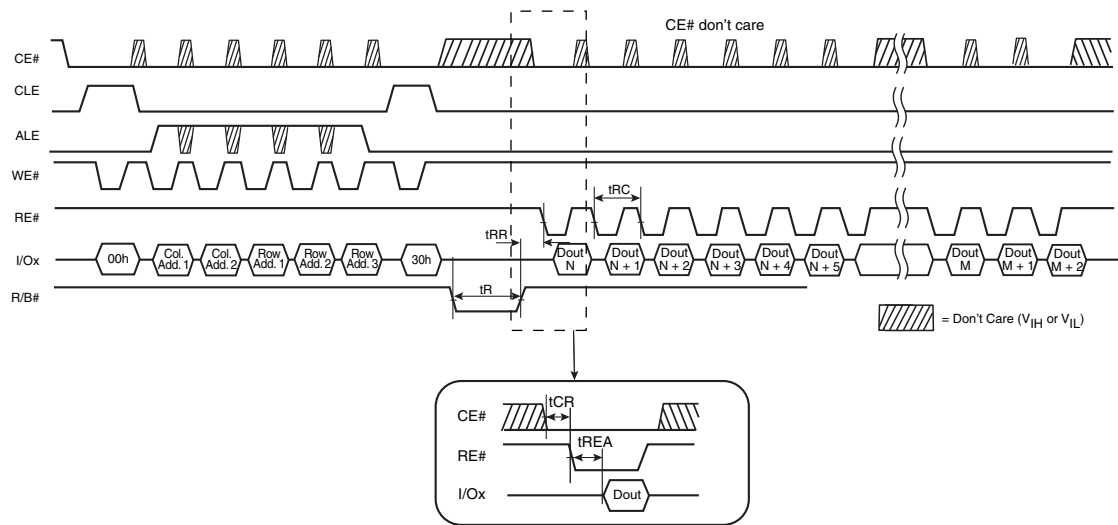 CE# don't care
CE#
CLE
ALE
WE#
tRC
RE#
tRR
I/Ox
00h
Col. Add. 1
Col. Add. 2
Row Add. 1
Row Add. 2
Row Add. 3
30h
Dout N
Dout N + 1
Dout N + 2
Dout N + 3
Dout N + 4
Dout N + 5
Dout M
Dout M + 1
Dout M + 2
tR
R/B#
= Don't Care (VIH or VIL)
tCR
CE#
tREA
RE#
I/Ox
Dout